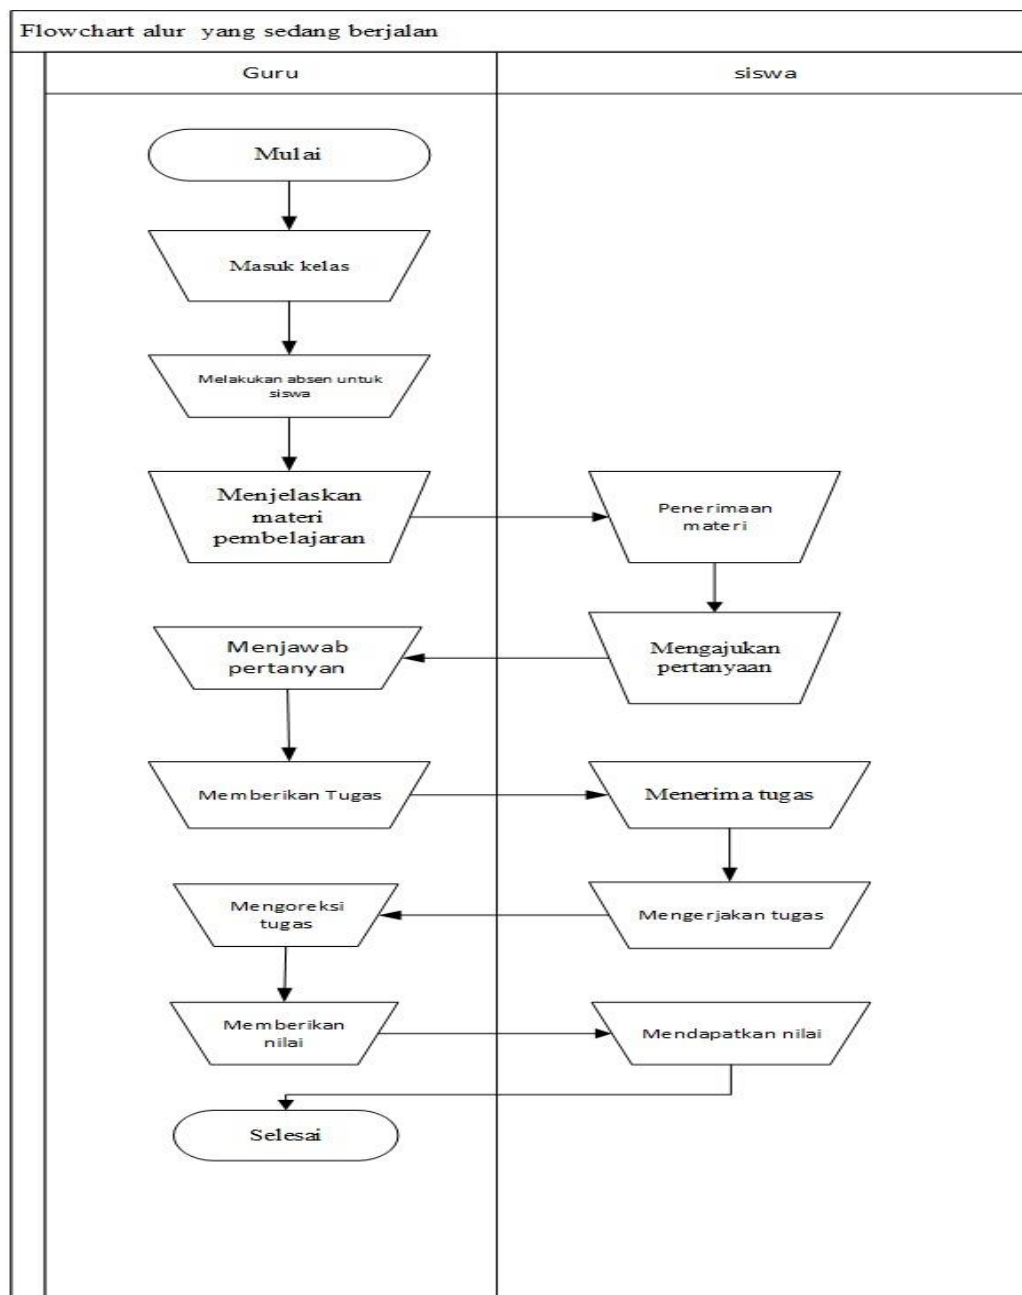 Flowchart alur yang sedang berjalan
Guru
siswa
Mulai
Masuk kelas
Melakukan absen untuk
siswa
Menjelaskan
materi
pembelajaran
Penerimaan
materi
Mengajukan
pertanyaan
Menjawab
pertanyan
Memberikan Tugas
Menerima tugas
Mengerjakan tugas
Mengoreksi
tugas
Memberikan
nilai
Mendapatkan nilai
Selesai